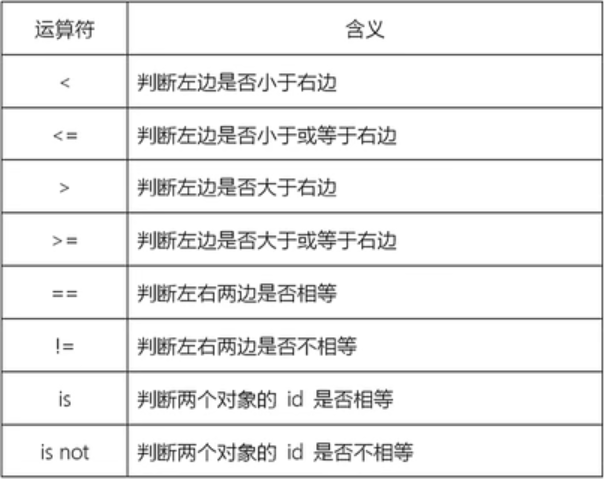 运算符 含义
< 判断左边是否小于右边
<= 判断左边是否小于或等于右边
> 判断左边是否大于右边
>= 判断左边是否大于或等于右边
== 判断左右两边是否相等
!= 判断左右两边是否不相等
is 判断两个对象的 id 是否相等
is not 判断两个对象的 id 是否不相等